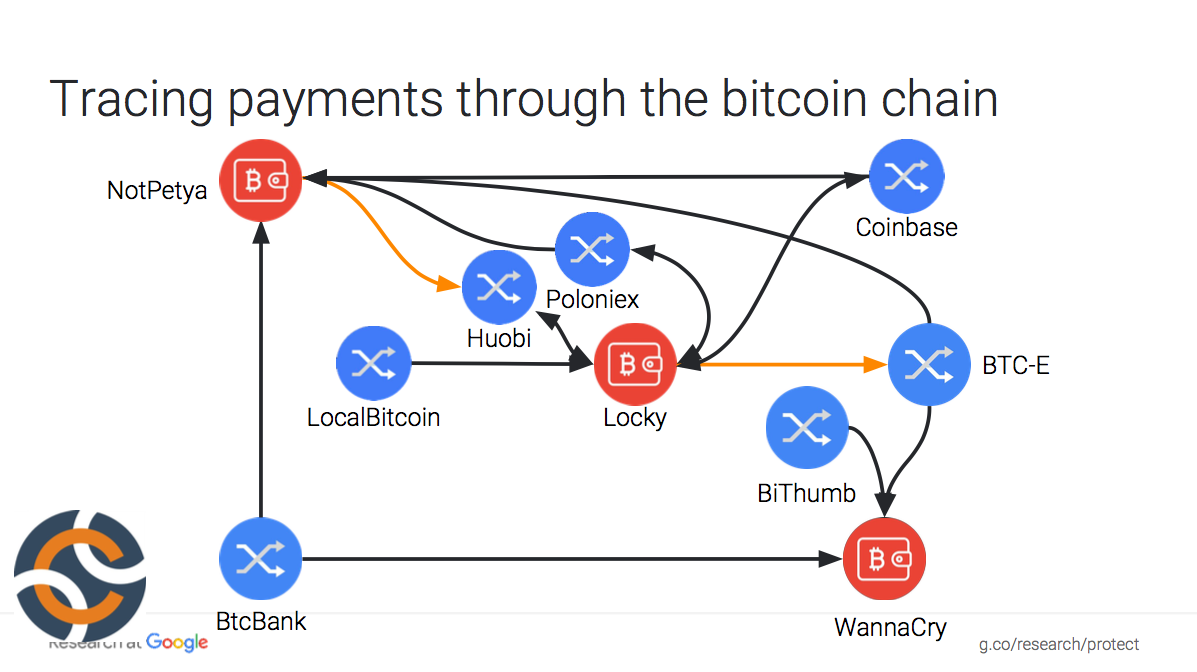 Tracing payments through the bitcoin chain
NotPetya
Coinbase
Poloniex
Huobi
BTC-E
LocalBitcoin
Locky
BiThumb
BtcBank
WannaCry
Research at Google
g.co/research/protect